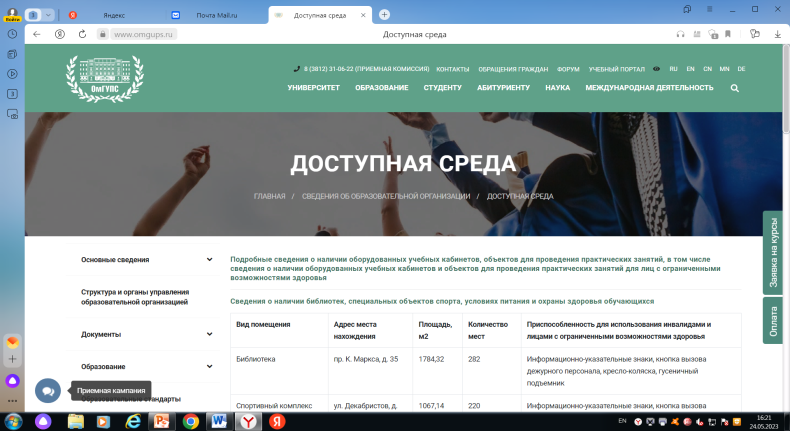 Войти
1
Яндекс
Почта Mail.ru
Доступная среда
www.omgups.ru
Доступная среда
3
ОмГУПС
8 (3812) 31-06-22 (ПРИЕМНАЯ КОМИССИЯ) КОНТАКТЫ ОБРАЩЕНИЯ ГРАЖДАН ФОРУМ УЧЕБНЫЙ ПОРТАЛ RU EN CN MN DE
УНИВЕРСИТЕТ ОБРАЗОВАНИЕ СТУДЕНТУ АБИТУРИЕНТУ НАУКА МЕЖДУНАРОДНАЯ ДЕЯТЕЛЬНОСТЬ
ДОСТУПНАЯ СРЕДА
ГЛАВНАЯ / СВЕДЕНИЯ ОБ ОБРАЗОВАТЕЛЬНОЙ ОРГАНИЗАЦИИ / ДОСТУПНАЯ СРЕДА
Заявка на курсы
Оплата
Основные сведения
Структура и органы управления
образовательной организацией
Документы
Образование
Образовательные стандарты
Приемная кампания
Подробные сведения о наличии оборудованных учебных кабинетов, объектов для проведения практических занятий, в том числе
сведения о наличии оборудованных учебных кабинетов и объектов для проведения практических занятий для лиц с ограниченными
возможностями здоровья
Сведения о наличии библиотек, специальных объектов спорта, условиях питания и охраны здоровья обучающихся
Вид помещения Адрес места Площадь, Количество Приспособленность для использования инвалидами и
нахождения м2 мест лицами с ограниченными возможностями здоровья
Библиотека пр. К. Маркса, д. 35 1784,32 282 Информационно-указательные знаки, кнопка вызова
дежурного персонала, кресло-коляска, гусеничный
подъемник
Спортивный комплекс ул. Декабристов, д. 1067,14 220 Информационно-указательные знаки, кнопка вызова
EN
16:21
24.05.2023